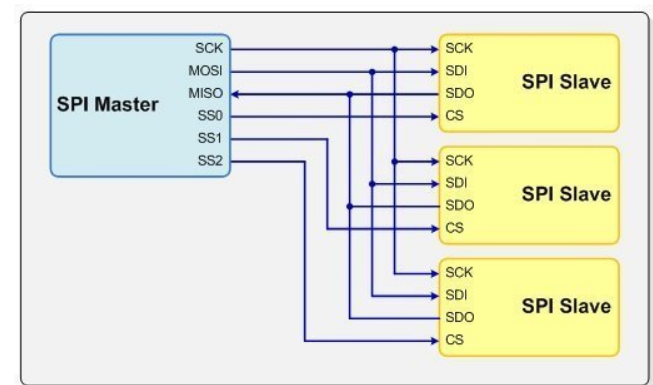 SPI Master
SCK
MOSI
MISO
SS0
SS1
SS2
SCK
SDI
SDO
CS
SPI Slave
SCK
SDI
SDO
CS
SPI Slave
SCK
SDI
SDO
CS
SPI Slave